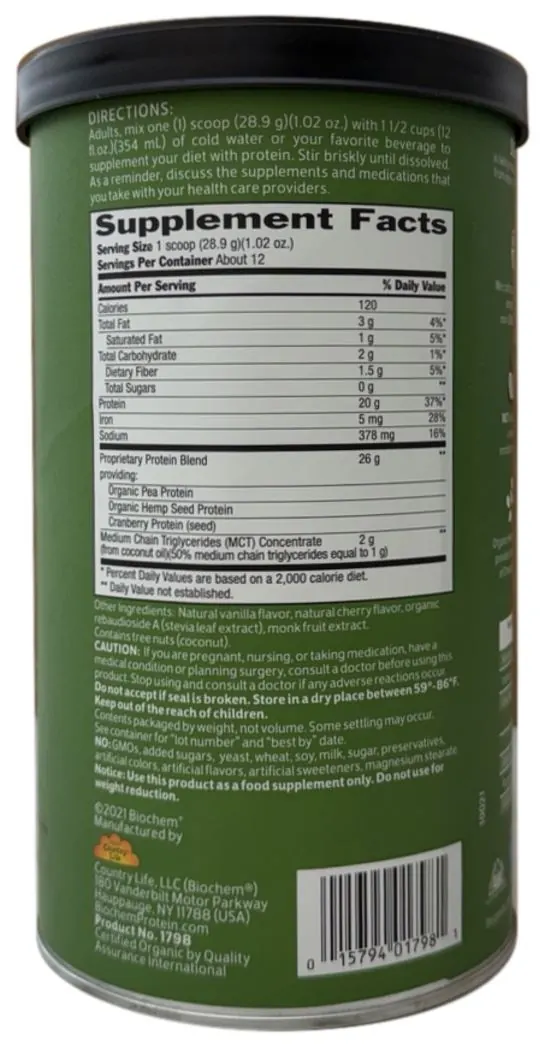 DIRECTIONS:
Adults, mix one (1) scoop (28.9 g)(1.02 oz.) with 1 1/2 cups (12
fl.oz.)(354 mL) of cold water or your favorite beverage to
supplement your diet with protein. Stir briskly until dissolved.
As a reminder, discuss the supplements and medications that
you take with your health care providers.
Supplement Facts
Serving Size 1 scoop (28.9 g)(1.02 oz.)
Servings Per Container About 12
Amount Per Serving % Daily Value
Calories 120
Total Fat 3 g 4%*
Saturated Fat 1 g 5%*
Total Carbohydrate 2 g 1%*
Dietary Fiber 1.5 g 5%*
Total Sugars 0 g **
Protein 20 g 37%*
Iron 5 mg 28%
Sodium 378 mg 16%
Proprietary Protein Blend 26 g **
providing:
Organic Pea Protein
Organic Hemp Seed Protein
Cranberry Protein (seed)
Medium Chain Triglycerides (MCT) Concentrate 2 g **
(from coconut oil)(50% medium chain triglycerides equal to 1 g)
* Percent Daily Values are based on a 2,000 calorie diet.
** Daily Value not established.
Other Ingredients: Natural vanilla flavor, natural cherry flavor, organic
rebaudioside A (stevia leaf extract), monk fruit extract.
Contains tree nuts (coconut).
CAUTION: If you are pregnant, nursing, or taking medication, have a
medical condition or planning surgery, consult a doctor before using this
product. Stop using and consult a doctor if any adverse reactions occur.
Do not accept if seal is broken. Store in a dry place between 59°-86°F.
Keep out of the reach of children.
Contents packaged by weight, not volume. Some settling may occur.
See container for "lot number" and "best by" date.
NO: GMOs, added sugars, yeast, wheat, soy, milk, sugar, preservatives,
artificial colors, artificial flavors, artificial sweeteners, magnesium stearate
Notice: Use this product as a food supplement only. Do not use for
weight reduction.
©2021 Biochem®
Manufactured by
Country Life
Country Life, LLC (Biochem®)
180 Vanderbilt Motor Parkway
Hauppauge, NY 11788 (USA)
BiochemProtein.com
Product No. 1798
Certified Organic by Quality
Assurance International
0 15794 01798 1
10021